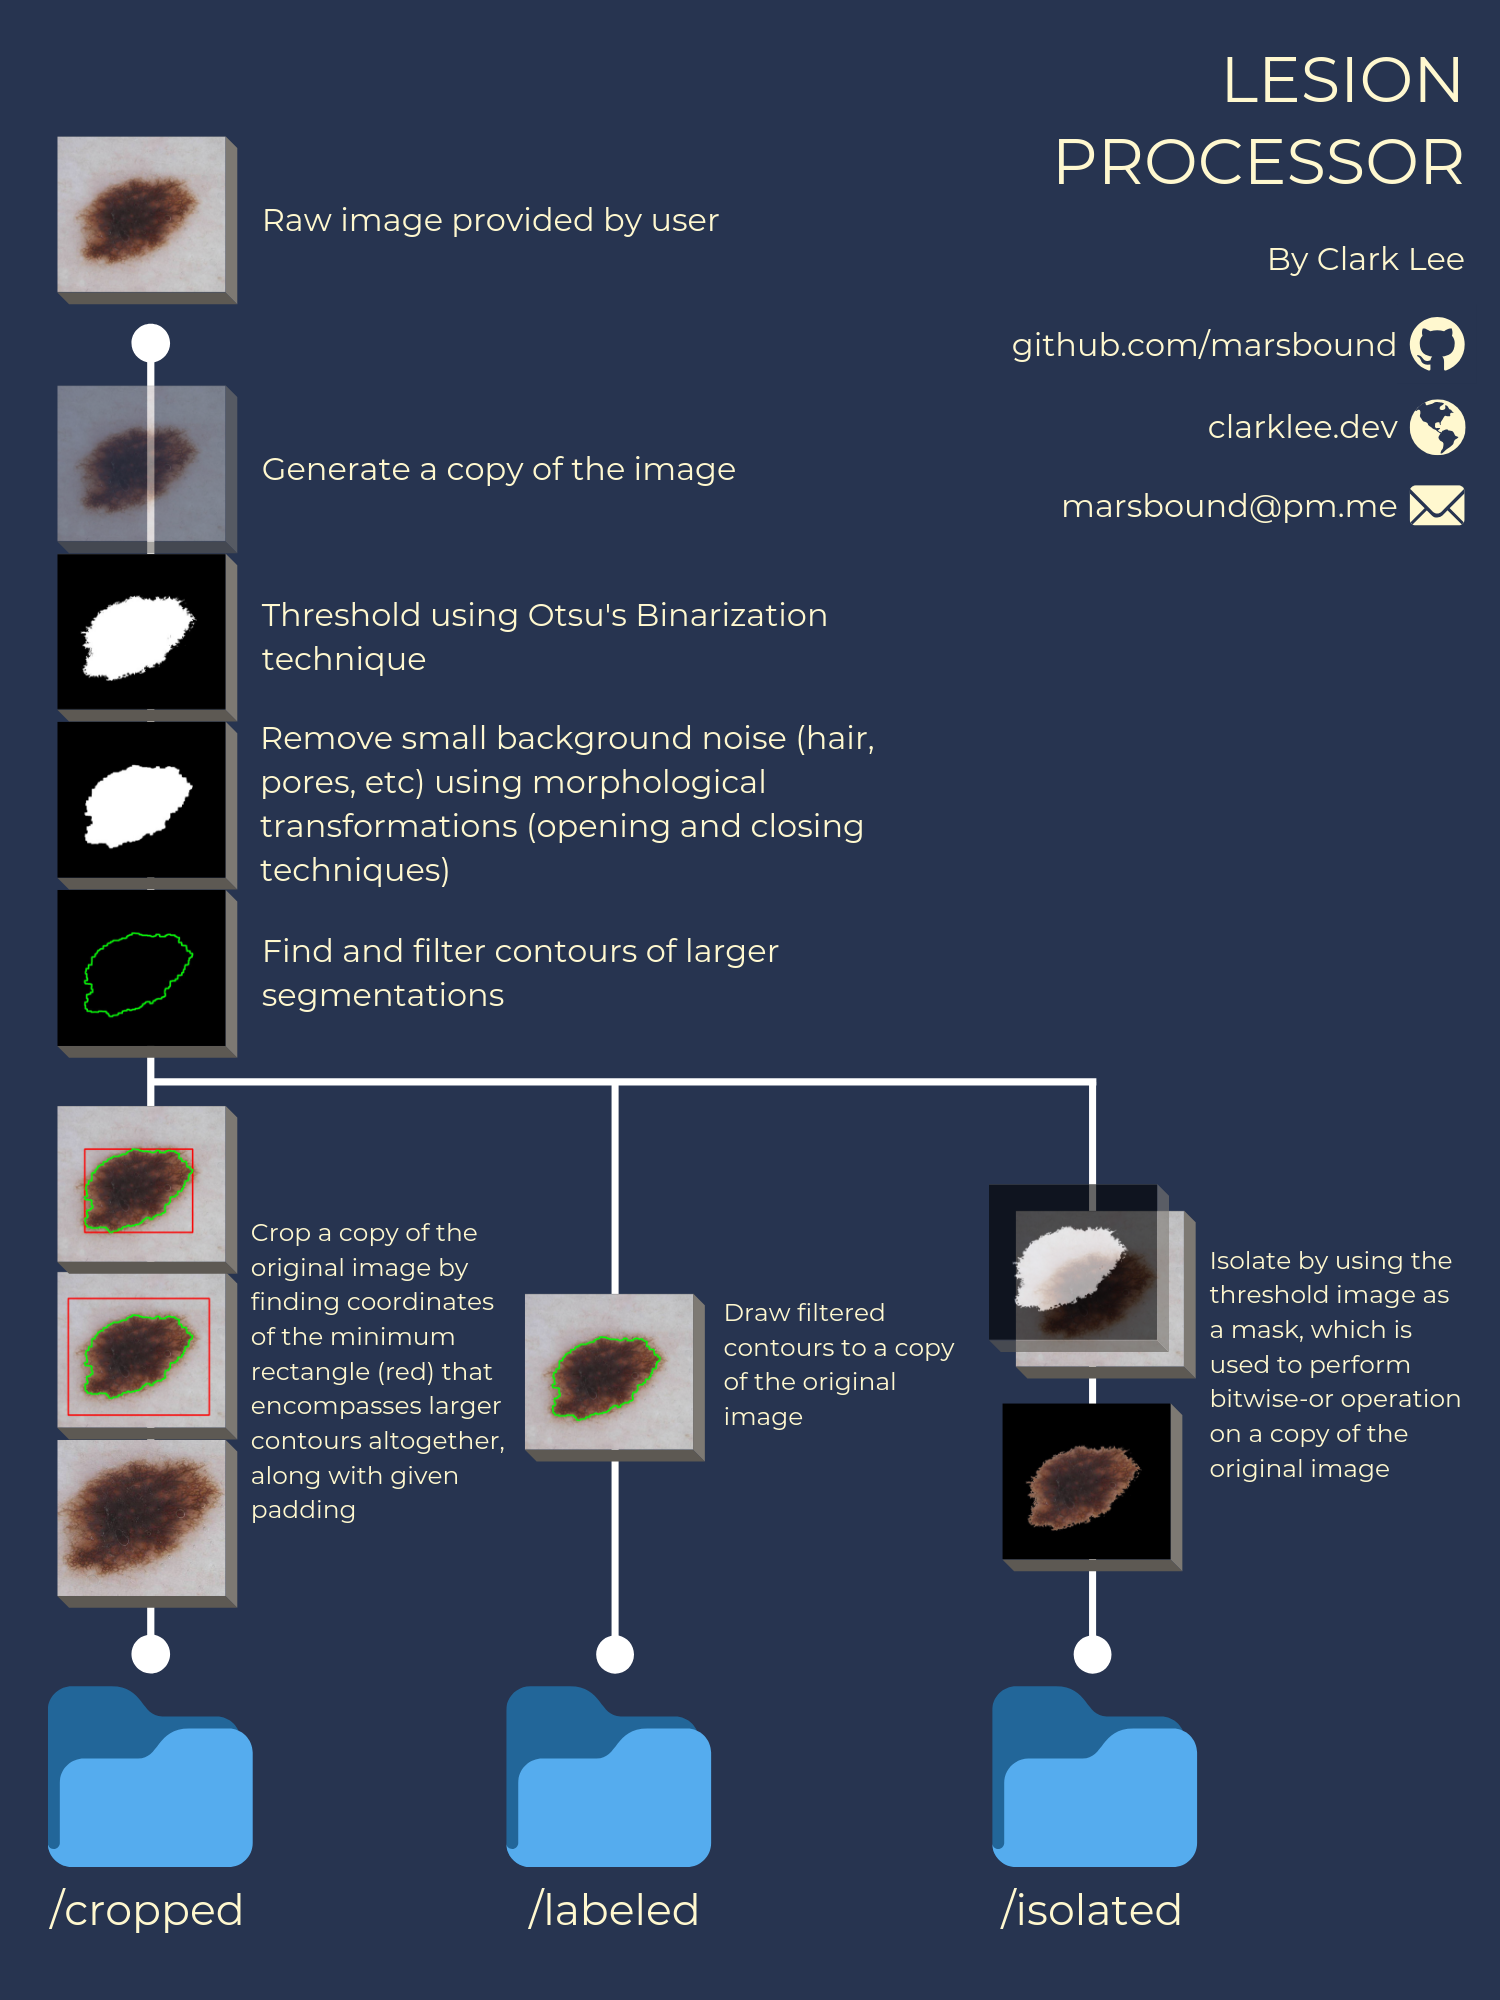 LESION
PROCESSOR
By Clark Lee
github.com/marsbound
clarklee.dev
marsbound@pm.me
Raw image provided by user
Generate a copy of the image
Threshold using Otsu's Binarization
technique
Remove small background noise (hair,
pores, etc) using morphological
transformations (opening and closing
techniques)
Find and filter contours of larger
segmentations
Crop a copy of the
original image by
finding coordinates
of the minimum
rectangle (red) that
encompasses larger
contours altogether,
along with given
padding
Draw filtered
contours to a copy
of the original
image
Isolate by using the
threshold image as
a mask, which is
used to perform
bitwise-or operation
on a copy of the
original image
/cropped
/labeled
/isolated